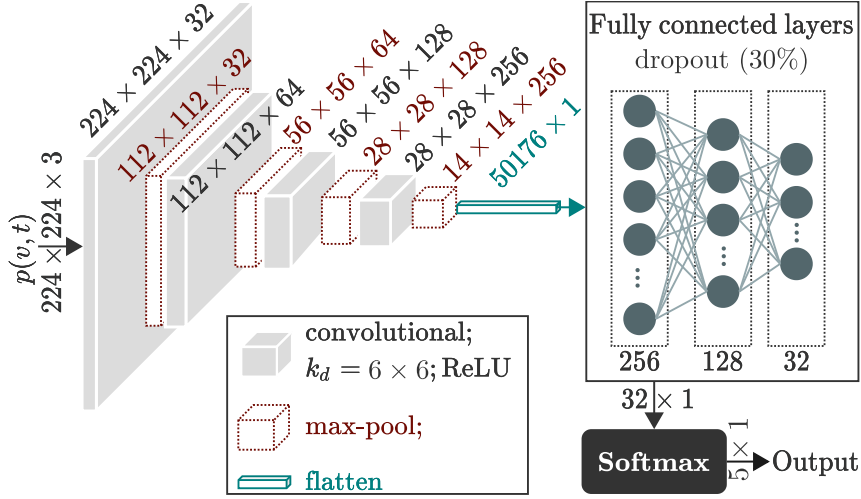 p(v,t)
224 × 224 × 3
224 × 224 × 32
112 × 112 × 32
112 × 112 × 64
56 × 56 × 64
56 × 56 × 128
28 × 28 × 128
28 × 28 × 256
14 × 14 × 256
50176 × 1
Fully connected layers
dropout (30%)
256 128 32
32 × 1
Softmax
5 × 1
Output
convolutional;
k_d = 6 × 6; ReLU
max-pool;
flatten